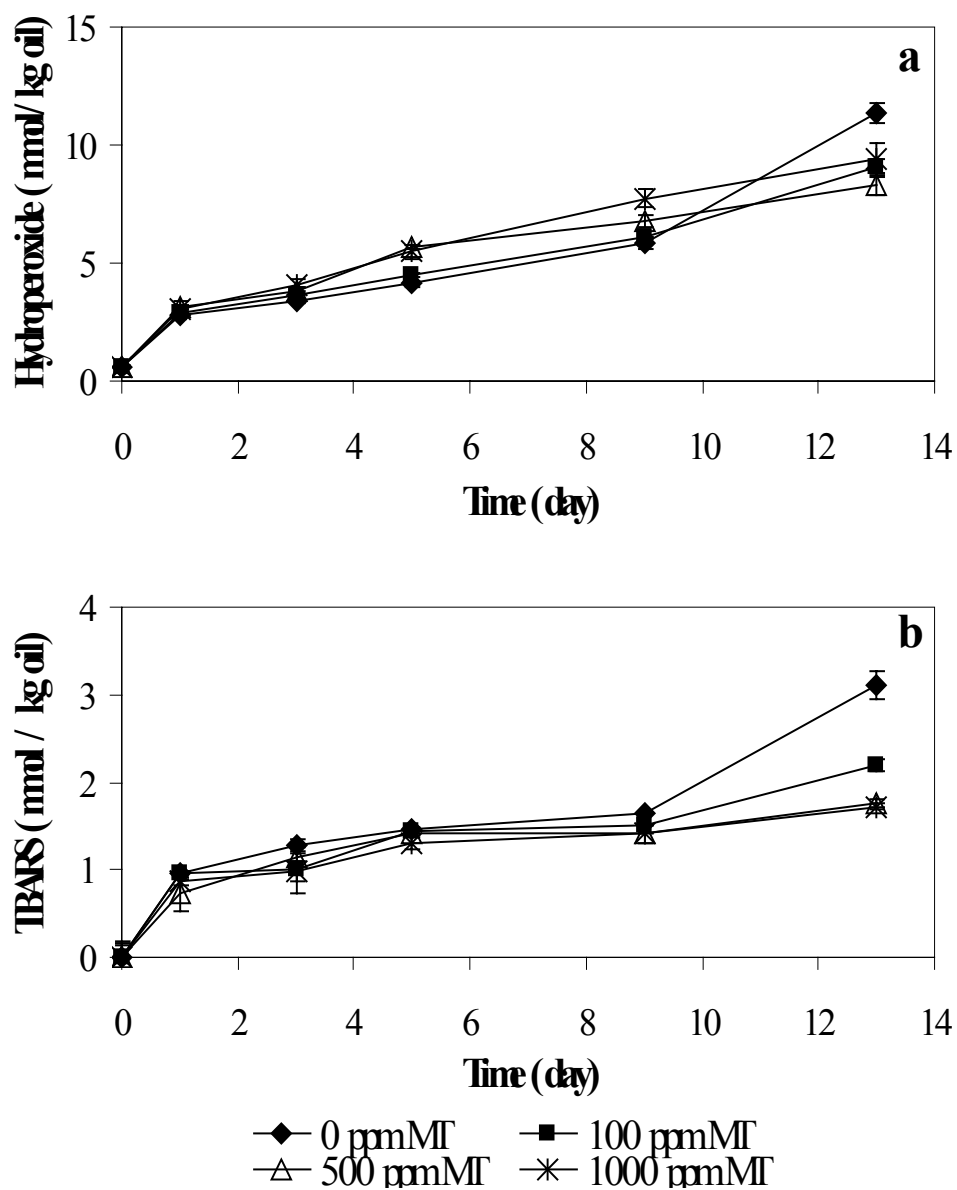 15
10
5
0
a
Hydroperoxide (mmol/ kg oil)
0 2 4 6 8 10 12 14
Time (day)
4
3
2
1
0
b
TBARS (mmol / kg oil)
0 2 4 6 8 10 12 14
Time (day)
0 ppm MT 100 ppm MT
500 ppm MT 1000 ppm MT